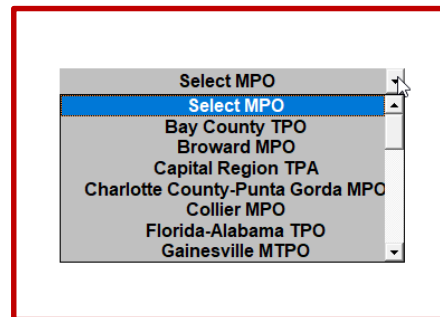 Select MPO
Select MPO
Bay County TPO
Broward MPO
Capital Region TPA
Charlotte County-Punta Gorda MPO
Collier MPO
Florida-Alabama TPO
Gainesville MTPO